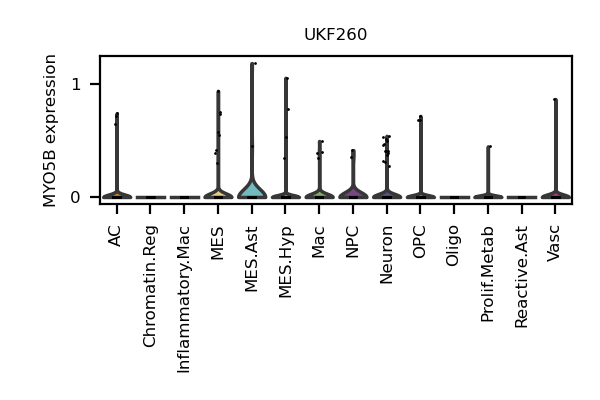 UKF260
MYO5B expression
1
0
AC
Chromatin.Reg
Inflammatory.Mac
MES
MES.Ast
MES.Hyp
Mac
NPC
Neuron
OPC
Oligo
Prolif.Metab
Reactive.Ast
Vasc